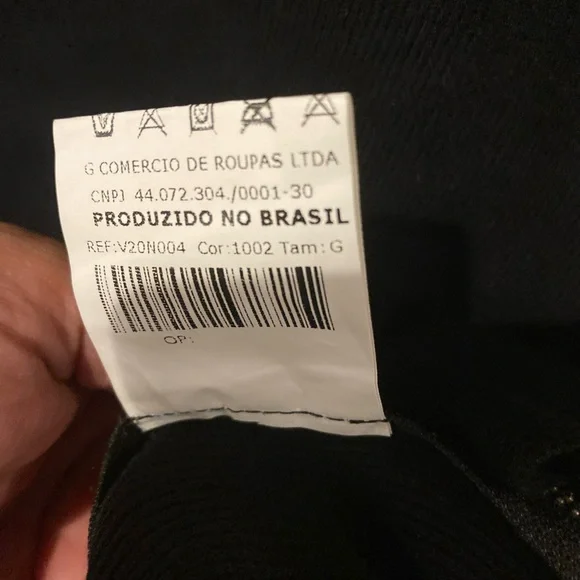 G COMERCIO DE ROUPAS LTDA
CNPJ 44.072.304./0001-30
PRODUZIDO NO BRASIL
REF:V20N004 Cor:1002 Tam:G
OP: